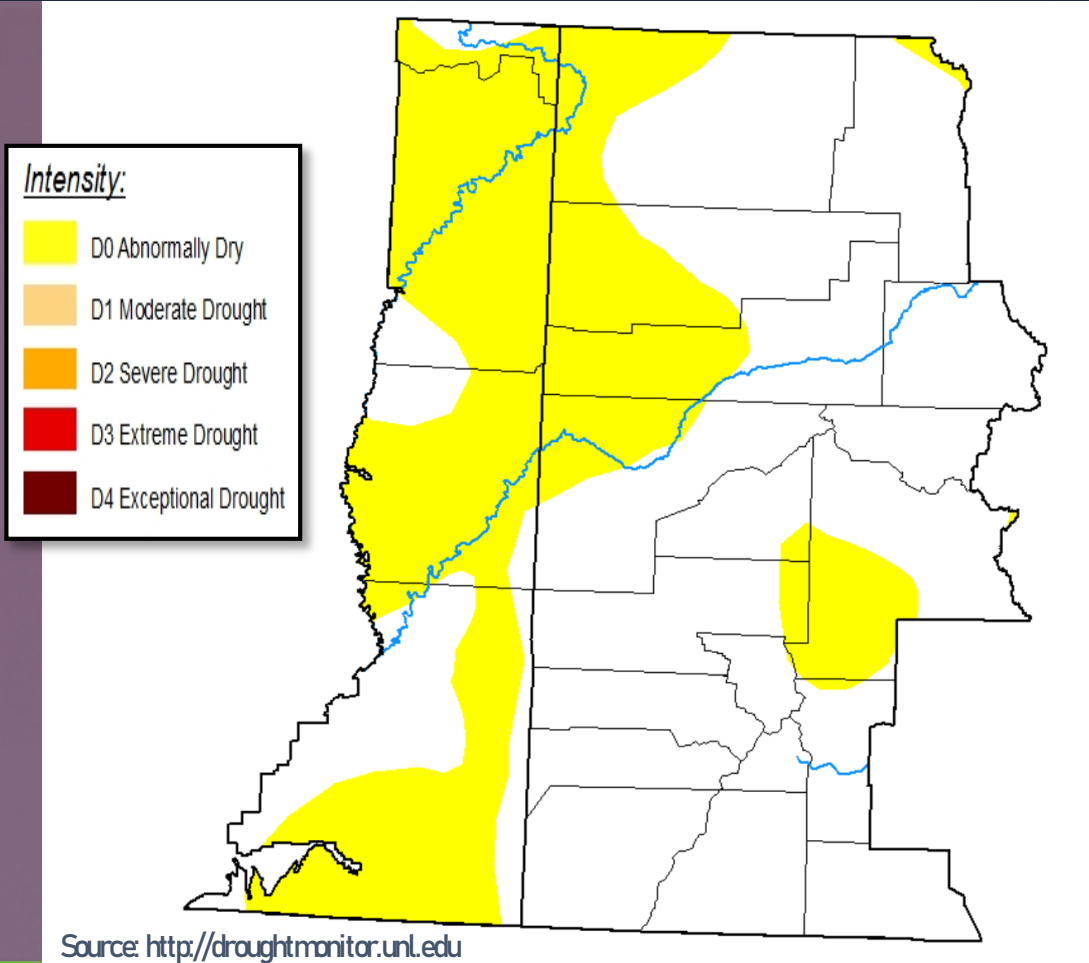 Intensity:
D0 Abnormally Dry
D1 Moderate Drought
D2 Severe Drought
D3 Extreme Drought
D4 Exceptional Drought
Source: http://droughtmonitor.unl.edu